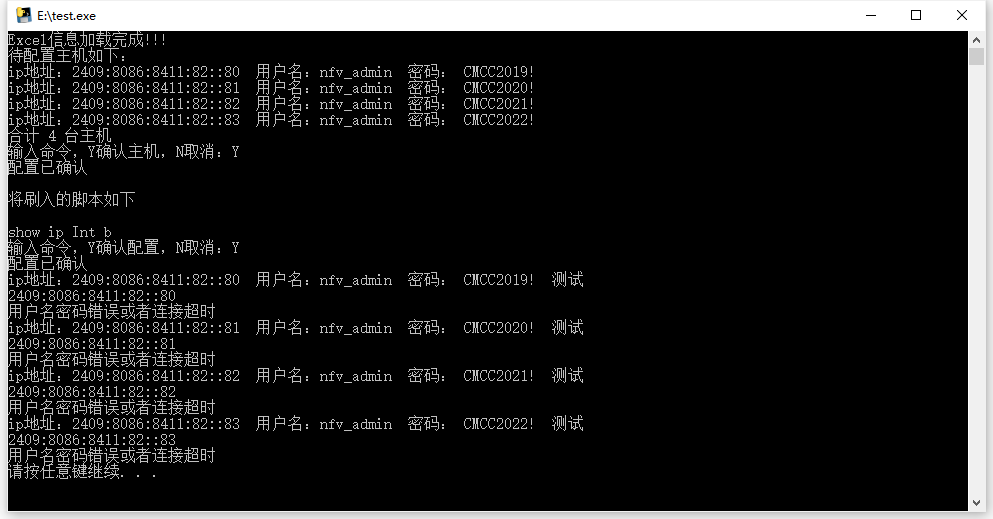 E:\test.exe
Excel信息加载完成!!!
待配置主机如下：
ip地址：2409:8086:8411:82::80  用户名：nfv_admin  密码： CMCC2019!
ip地址：2409:8086:8411:82::81  用户名：nfv_admin  密码： CMCC2020!
ip地址：2409:8086:8411:82::82  用户名：nfv_admin  密码： CMCC2021!
ip地址：2409:8086:8411:82::83  用户名：nfv_admin  密码： CMCC2022!
合计 4 台主机
输入命令，Y确认主机，N取消：Y
配置已确认
将刷入的脚本如下
show ip Int b
输入命令，Y确认配置，N取消：Y
配置已确认
ip地址：2409:8086:8411:82::80  用户名：nfv_admin  密码： CMCC2019!  测试
2409:8086:8411:82::80
用户名密码错误或者连接超时
ip地址：2409:8086:8411:82::81  用户名：nfv_admin  密码： CMCC2020!  测试
2409:8086:8411:82::81
用户名密码错误或者连接超时
ip地址：2409:8086:8411:82::82  用户名：nfv_admin  密码： CMCC2021!  测试
2409:8086:8411:82::82
用户名密码错误或者连接超时
ip地址：2409:8086:8411:82::83  用户名：nfv_admin  密码： CMCC2022!  测试
2409:8086:8411:82::83
用户名密码错误或者连接超时
请按任意键继续. . .